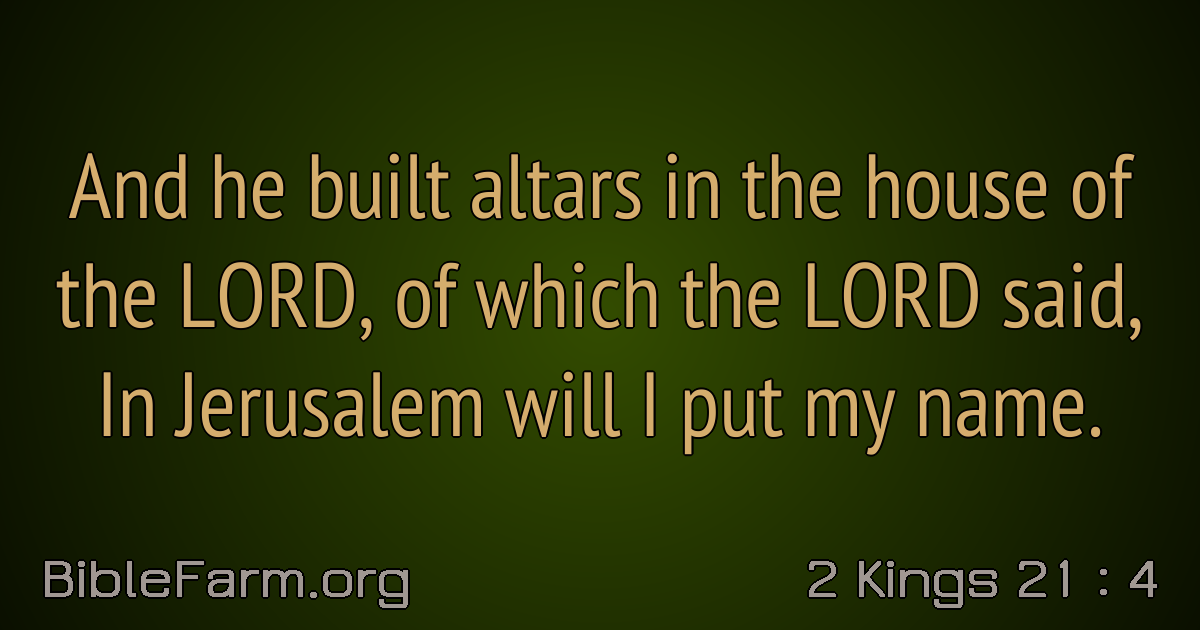 And he built altars in the house of
the LORD, of which the LORD said,
In Jerusalem will I put my name.
BibleFarm.org
2 Kings 21 : 4